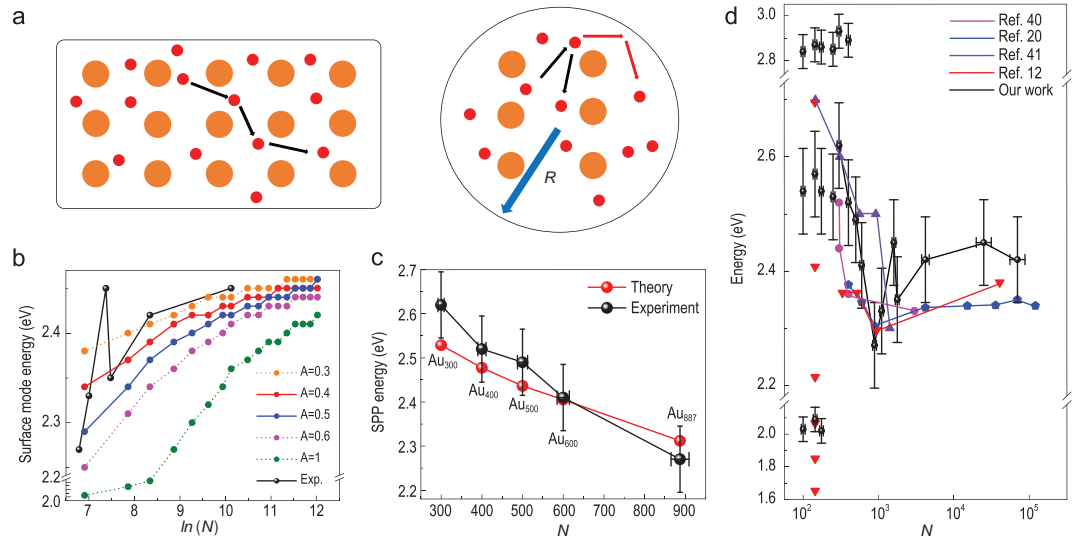 a
R
b
Surface mode energy (eV)
2.4
2.3
2.2
2.0
7 8 9 10 11 12
ln (N)
A=0.3
A=0.4
A=0.5
A=0.6
A=1
Exp.
c
SPP energy (eV)
2.7
2.6
2.5
2.4
2.3
2.2
300 400 500 600 700 800 900
N
Theory
Experiment
Au300
Au400
Au500
Au600
Au887
d
Energy (eV)
3.0
2.8
2.6
2.4
2.2
2.0
1.8
1.6
10² 10³ 10⁴ 10⁵
N
Ref. 40
Ref. 20
Ref. 41
Ref. 12
Our work